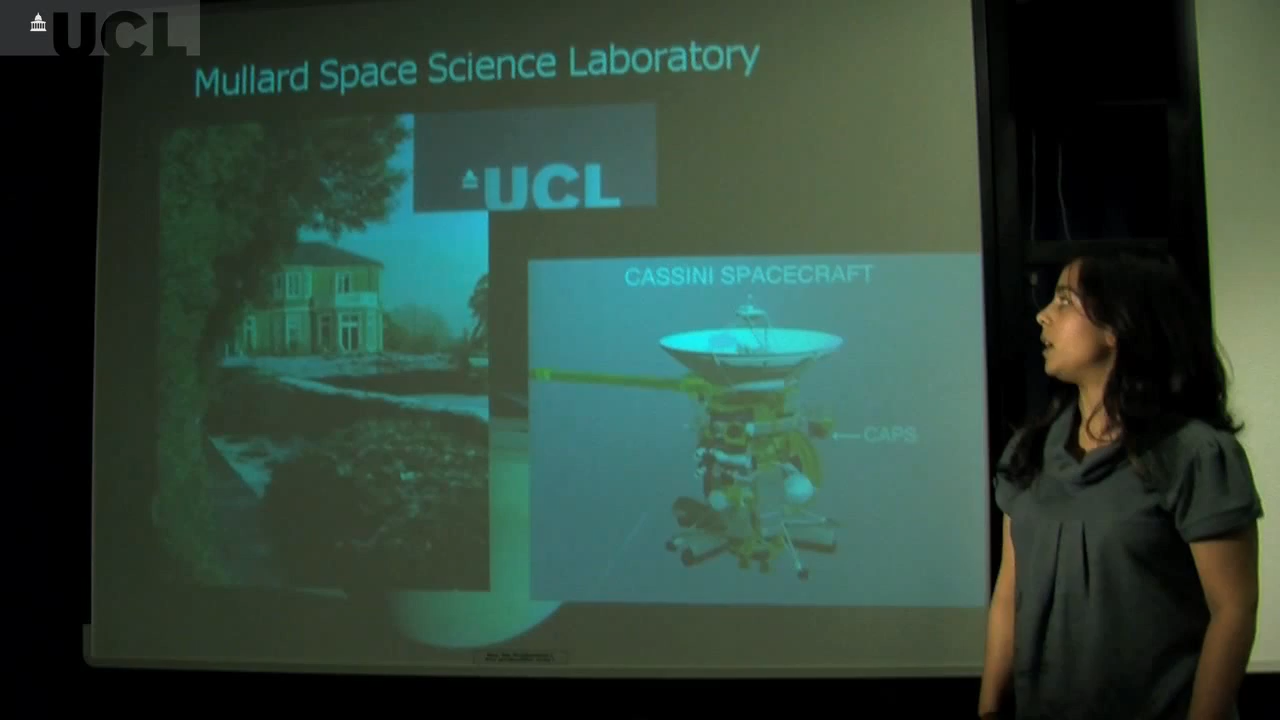 UCL
Mullard Space Science Laboratory
UCL
CASSINI SPACECRAFT
CAPS